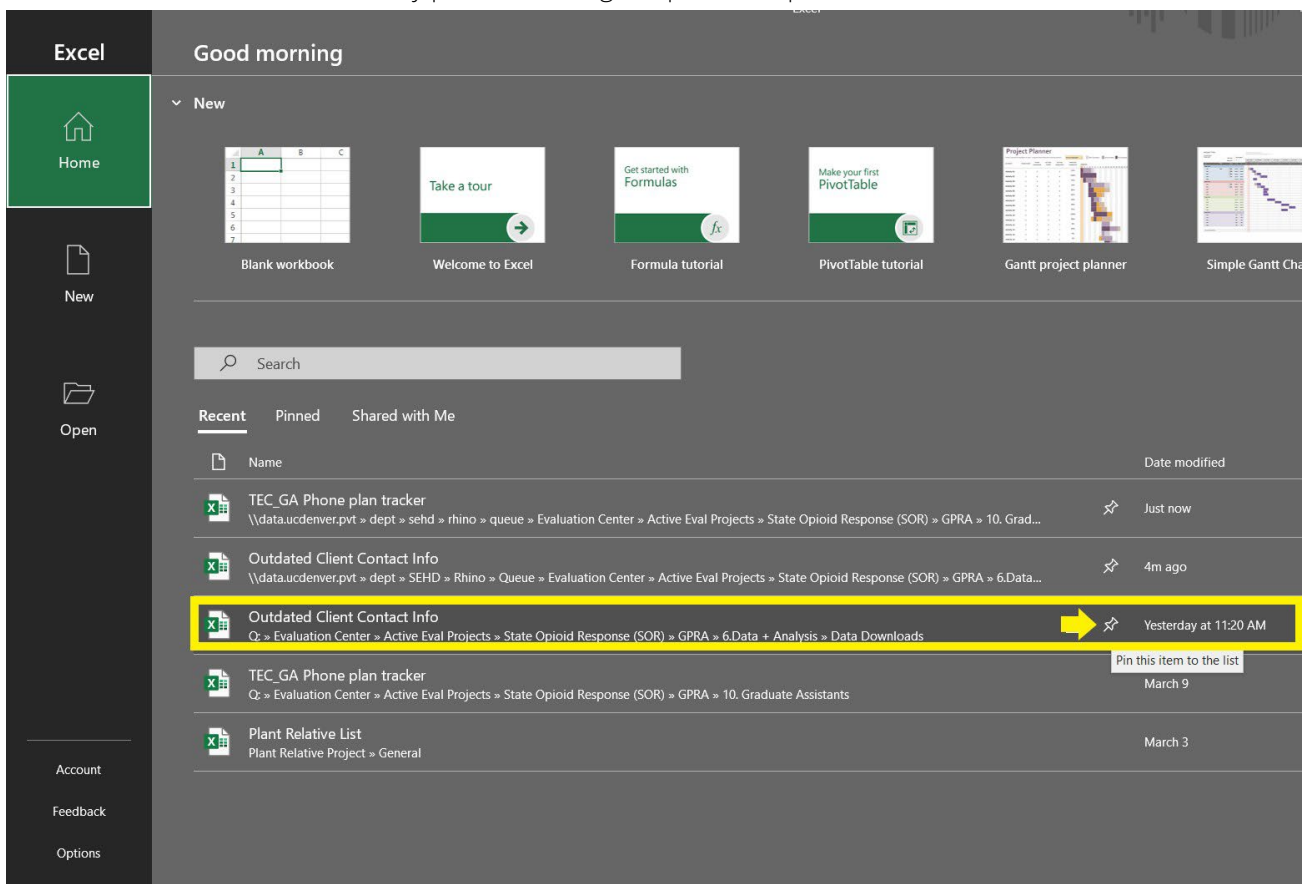 Excel
Good morning
New
Home
New
Open
Account
Feedback
Options
A B C
1
2
3
4
5
6
7
Blank workbook
Take a tour
Welcome to Excel
Get started with
Formulas
fx
Formula tutorial
Make your first
PivotTable
PivotTable tutorial
Project Planner
Gantt project planner
Simple Gantt Cha
Search
Recent Pinned Shared with Me
Name Date modified
TEC_GA Phone plan tracker
\\data.ucdenver.pvt » dept » sehd » rhino » queue » Evaluation Center » Active Eval Projects » State Opioid Response (SOR) » GPRA » 10. Grad... Just now
Outdated Client Contact Info
\\data.ucdenver.pvt » dept » SEHD » Rhino » Queue » Evaluation Center » Active Eval Projects » State Opioid Response (SOR) » GPRA » 6.Data... 4m ago
Outdated Client Contact Info
Q: » Evaluation Center » Active Eval Projects » State Opioid Response (SOR) » GPRA » 6.Data + Analysis » Data Downloads Yesterday at 11:20 AM
Pin this item to the list
TEC_GA Phone plan tracker
Q: » Evaluation Center » Active Eval Projects » State Opioid Response (SOR) » GPRA » 10. Graduate Assistants March 9
Plant Relative List
Plant Relative Project » General March 3